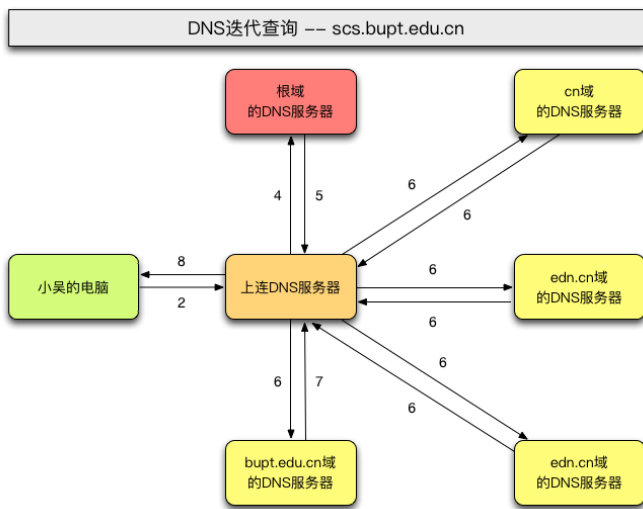 DNS迭代查询 -- scs.bupt.edu.cn
根域
的DNS服务器
cn域
的DNS服务器
4
5
6
6
小吴的电脑
8
2
上连DNS服务器
6
6
edn.cn域
的DNS服务器
6
7
6
6
bupt.edu.cn域
的DNS服务器
edn.cn域
的DNS服务器